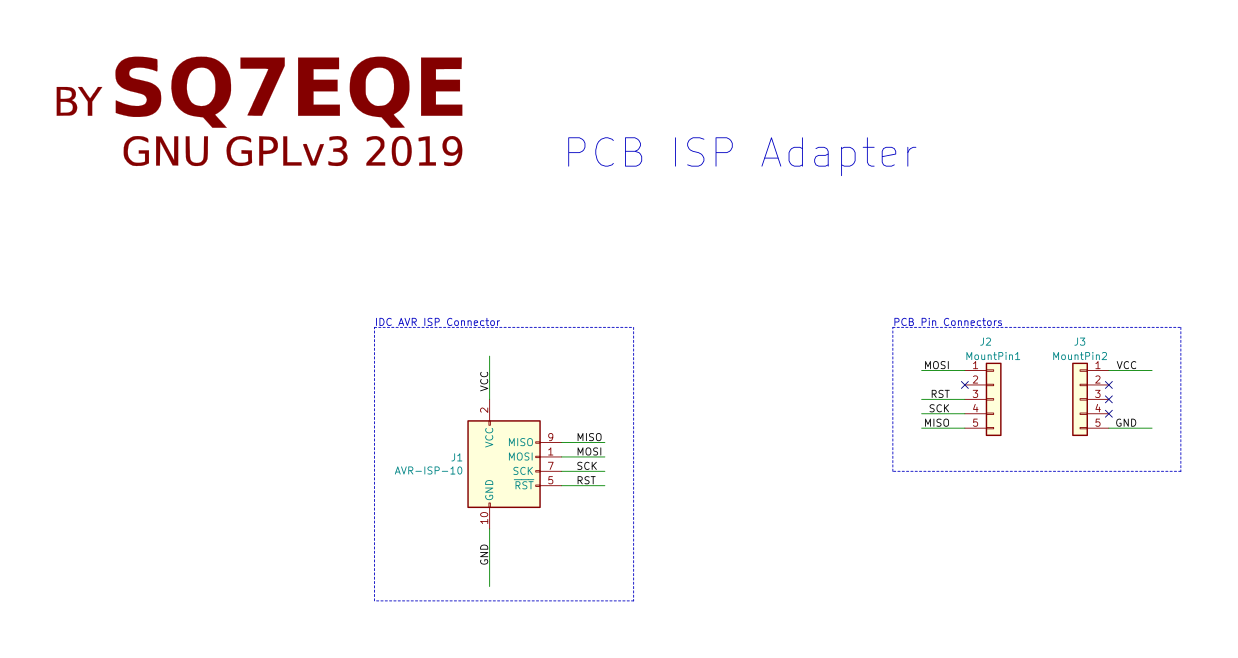 BY SQ7EQE
GNU GPLv3 2019
PCB ISP Adapter
IDC AVR ISP Connector
VCC
2
VCC
J1
AVR-ISP-10
MISO 9 MISO
MOSI 1 MOSI
SCK 7 SCK
RST 5 RST
GND
10
GND
PCB Pin Connectors
J2
MountPin1
MOSI 1
2
RST 3
SCK 4
MISO 5
J3
MountPin2
1 VCC
2
3
4
5 GND